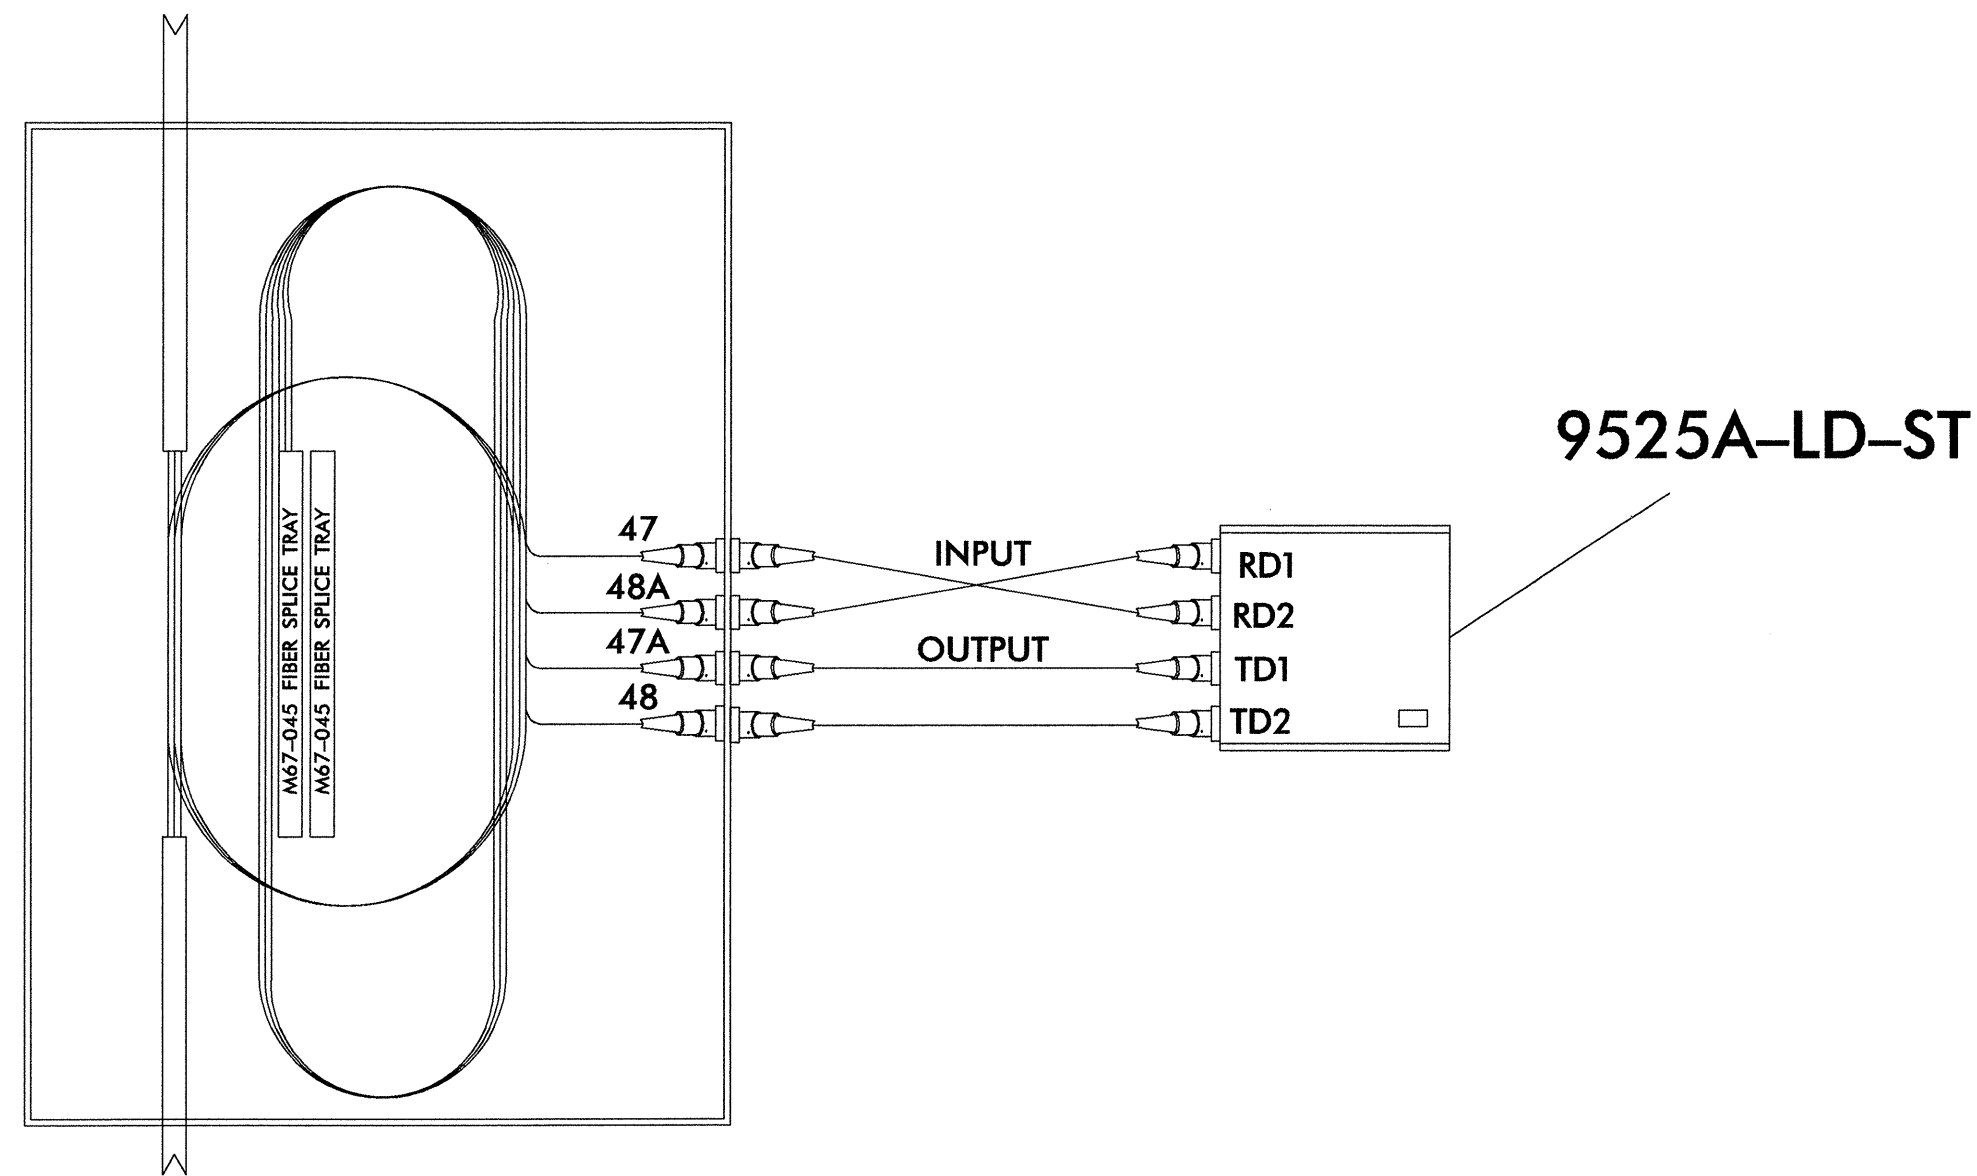 9525A–LD–ST
47
INPUT
RD1
48A
RD2
47A
OUTPUT
TD1
48
TD2
M67–045 FIBER SPLICE TRAY
M67–045 FIBER SPLICE TRAY